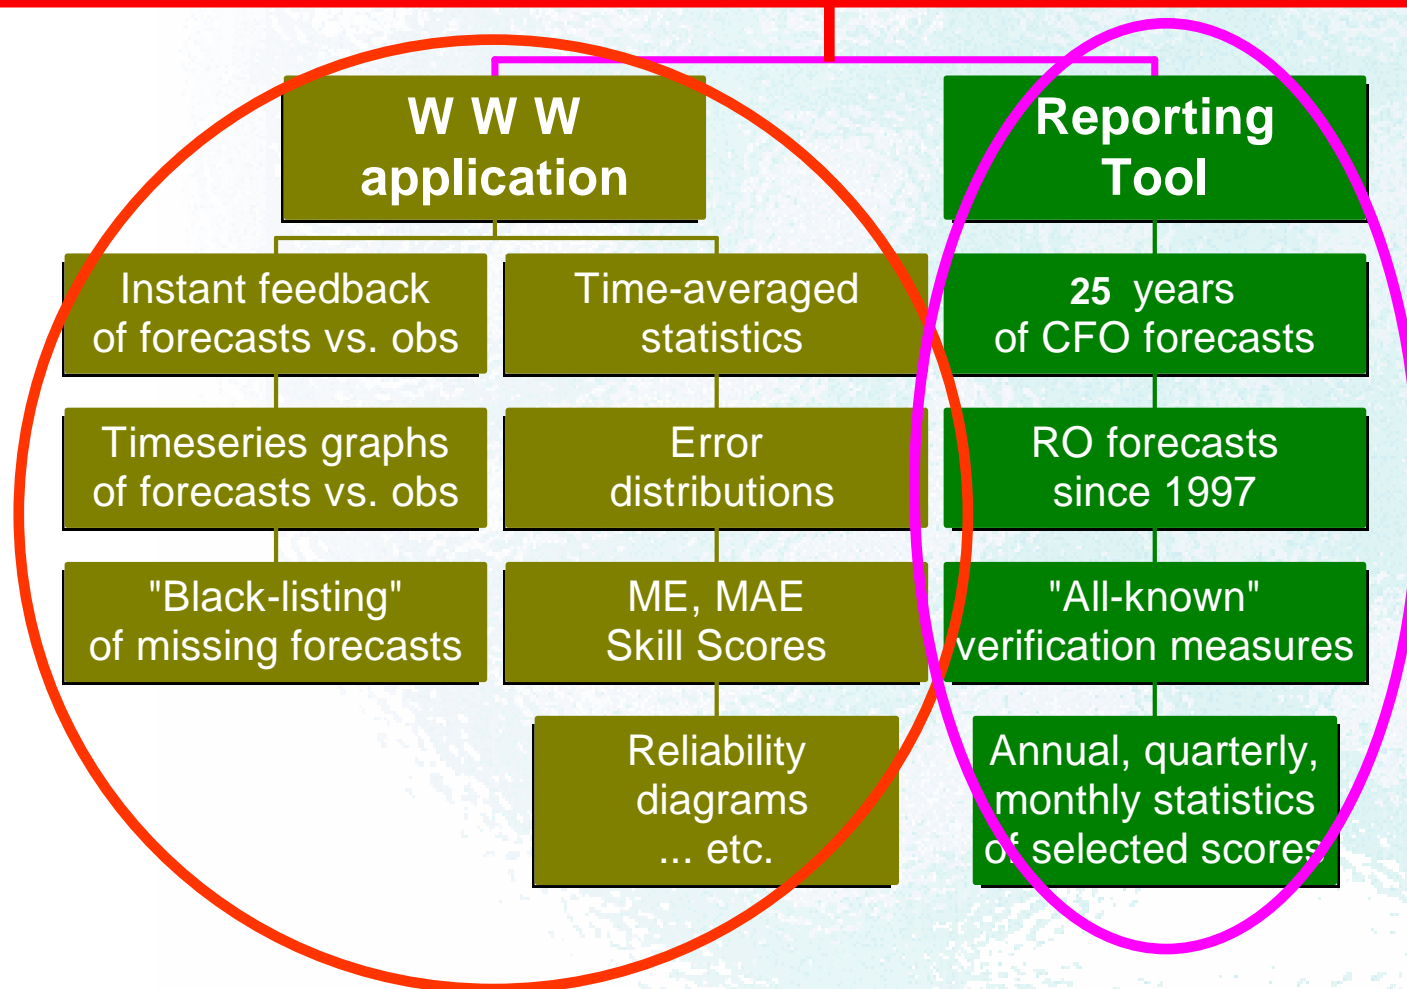 W W W
application
Instant feedback
of forecasts vs. obs
Timeseries graphs
of forecasts vs. obs
"Black-listing"
of missing forecasts
Time-averaged
statistics
Error
distributions
ME, MAE
Skill Scores
Reliability
diagrams
... etc.
Reporting
Tool
25 years
of CFO forecasts
RO forecasts
since 1997
"All-known"
verification measures
Annual, quarterly,
monthly statistics
of selected scores